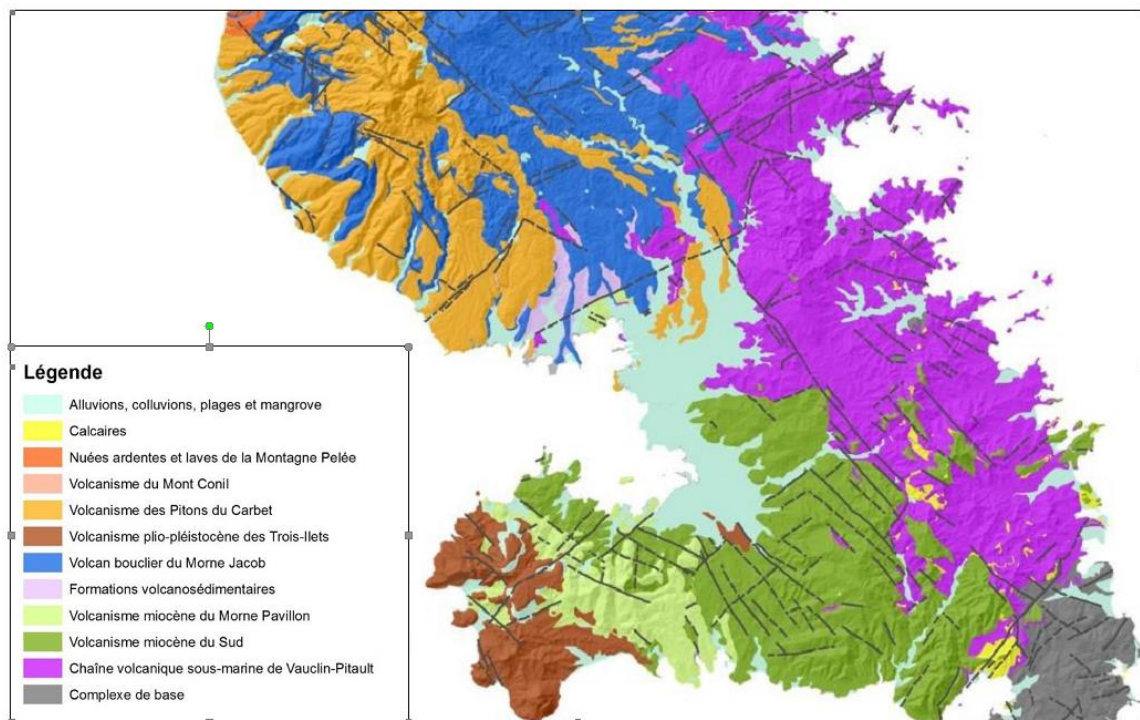 Légende
Alluvions, colluvions, plages et mangrove
Calcaires
Nuées ardentes et laves de la Montagne Pelée
Volcanisme du Mont Conil
Volcanisme des Pitons du Carbet
Volcanisme plio-pléistocène des Trois-Ilets
Volcan bouclier du Morne Jacob
Formations volcanosédimentaires
Volcanisme miocène du Morne Pavillon
Volcanisme miocène du Sud
Chaîne volcanique sous-marine de Vauclin-Pitault
Complexe de base